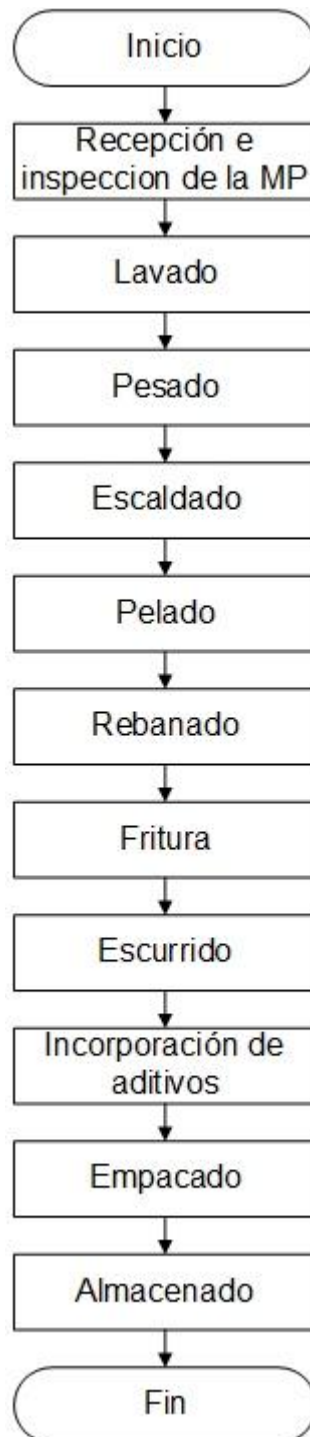 Inicio
Recepción e
inspeccion de la MP
Lavado
Pesado
Escaldado
Pelado
Rebanado
Fritura
Escurrido
Incorporación de
aditivos
Empacado
Almacenado
Fin